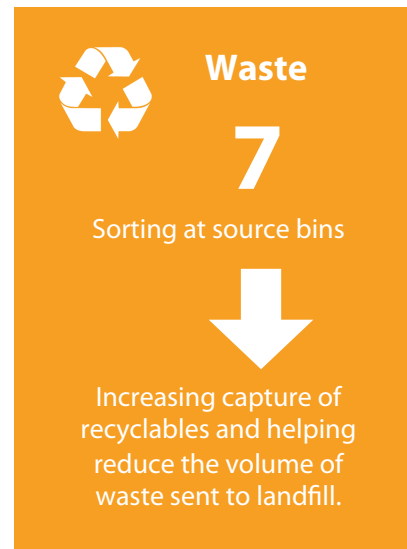 Waste
7
Sorting at source bins
Increasing capture of
recyclables and helping
reduce the volume of
waste sent to landfill.